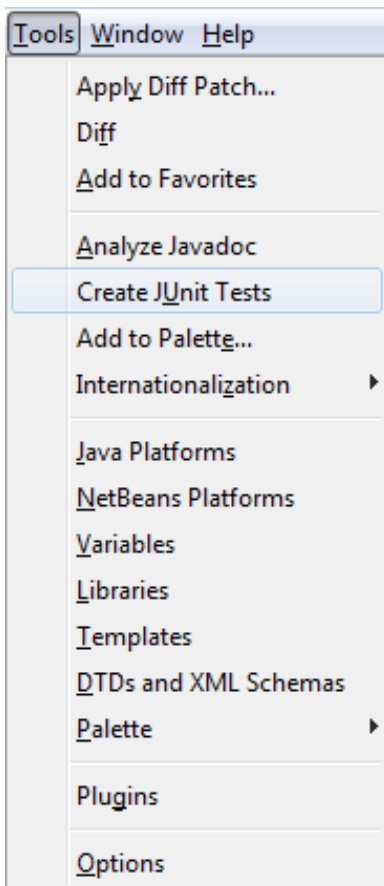 Tools Window Help
Apply Diff Patch...
Diff
Add to Favorites
Analyze Javadoc
Create JUnit Tests
Add to Palette...
Internationalization
Java Platforms
NetBeans Platforms
Variables
Libraries
Templates
DTDs and XML Schemas
Palette
Plugins
Options